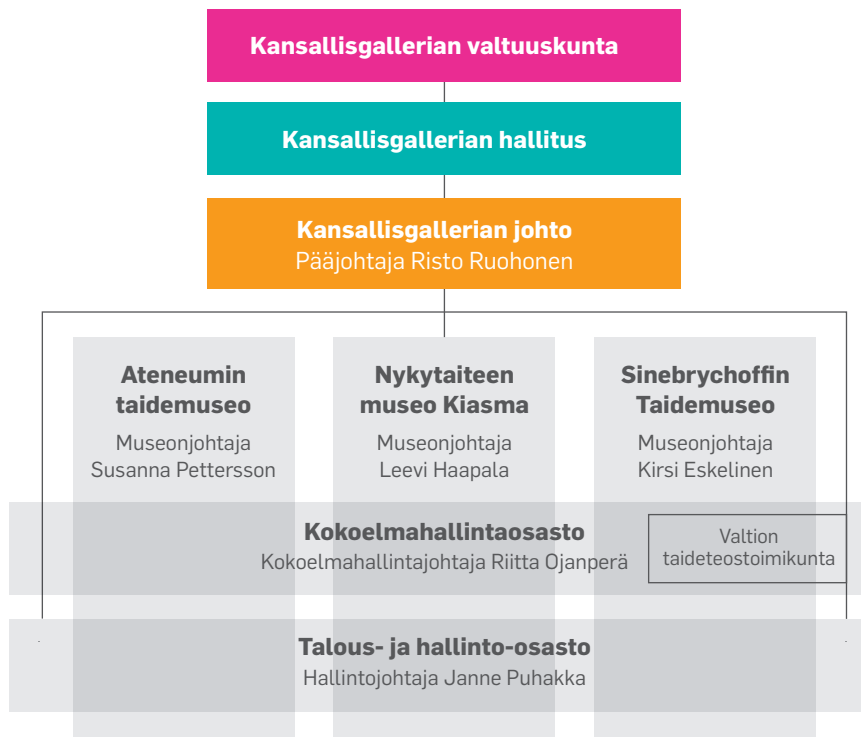 Kansallisgallerian valtuuskunta
Kansallisgallerian hallitus
Kansallisgallerian johto
Pääjohtaja Risto Ruohonen
Ateneumin
taidemuseo
Museonjohtaja
Susanna Pettersson
Nykytaiteen
museo Kiasma
Museonjohtaja
Leevi Haapala
Sinebrychoffin
Taidemuseo
Museonjohtaja
Kirsi Eskelinen
Kokoelmahallintaosasto
Kokoelmahallintajohtaja Riitta Ojanperä
Valtion
taideteostoimikunta
Talous- ja hallinto-osasto
Hallintojohtaja Janne Puhakka